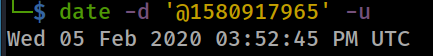 └─$ date -d '@1580917965' -u
Wed 05 Feb 2020 03:52:45 PM UTC